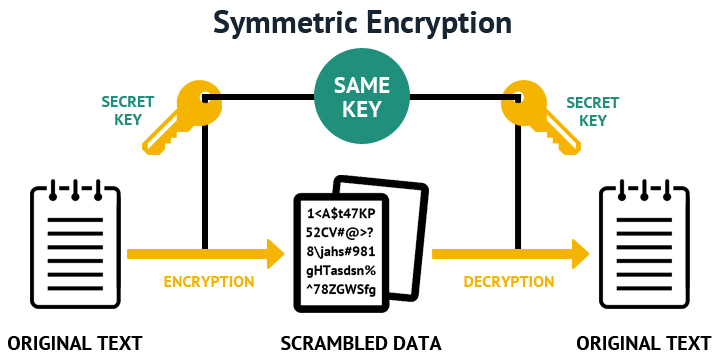 Symmetric Encryption
SECRET
KEY
SAME
KEY
SECRET
KEY
1<A$t47KP
52CV#@>?
8\jahs#981
gHTasdsn%
^78ZGWSfg
ENCRYPTION
DECRYPTION
ORIGINAL TEXT
SCRAMBLED DATA
ORIGINAL TEXT